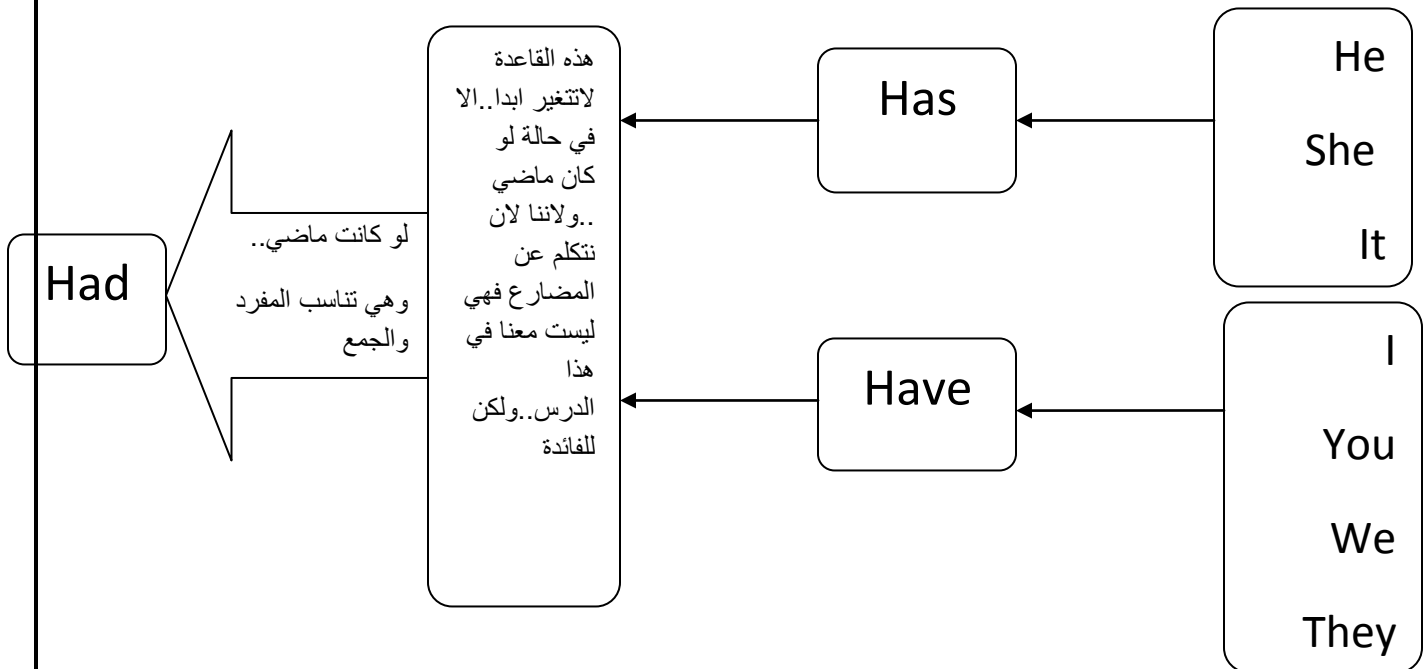 He
She
It
I
You
We
They
Has
Have
هذه القاعدة
لاتتغير ابدا..الا
في حالة لو
كان ماضي
..ولاننا لان
نتكلم عن
المضارع فهي
ليست معنا في
هذا
الدرس..ولكن
للفائدة
لو كانت ماضي..
وهي تناسب المفرد
والجمع
Had